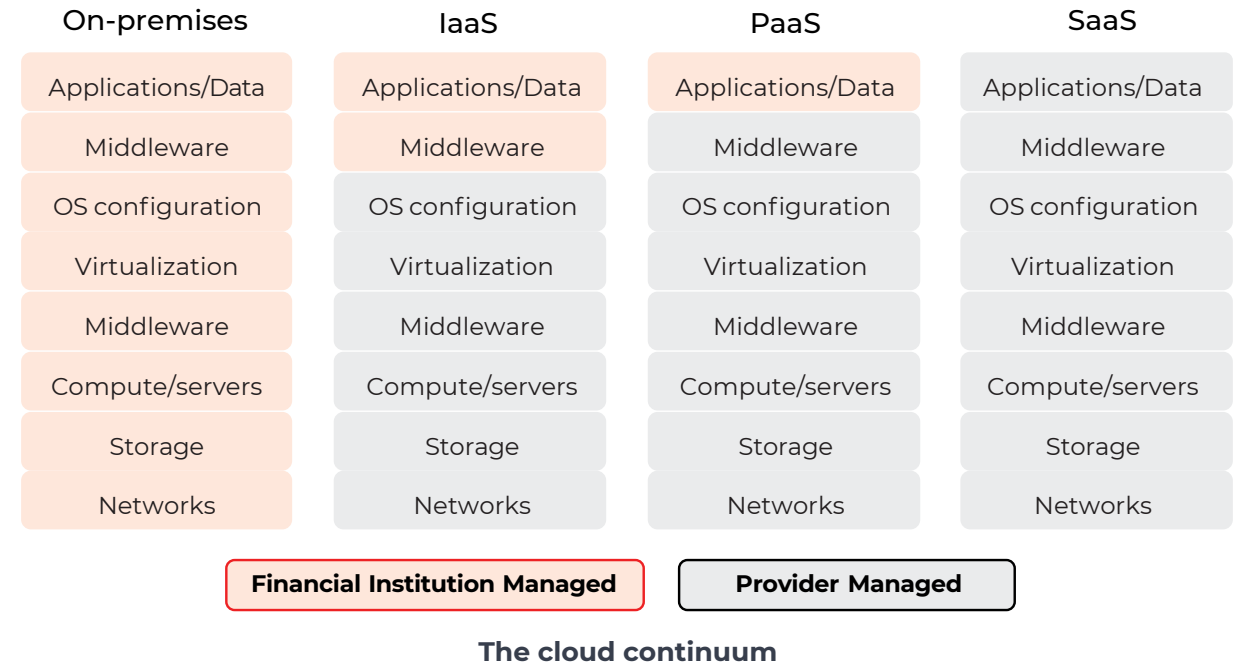 On-premises IaaS PaaS SaaS
Applications/Data Applications/Data Applications/Data Applications/Data
Middleware Middleware Middleware Middleware
OS configuration OS configuration OS configuration OS configuration
Virtualization Virtualization Virtualization Virtualization
Middleware Middleware Middleware Middleware
Compute/servers Compute/servers Compute/servers Compute/servers
Storage Storage Storage Storage
Networks Networks Networks Networks
Financial Institution Managed Provider Managed
The cloud continuum